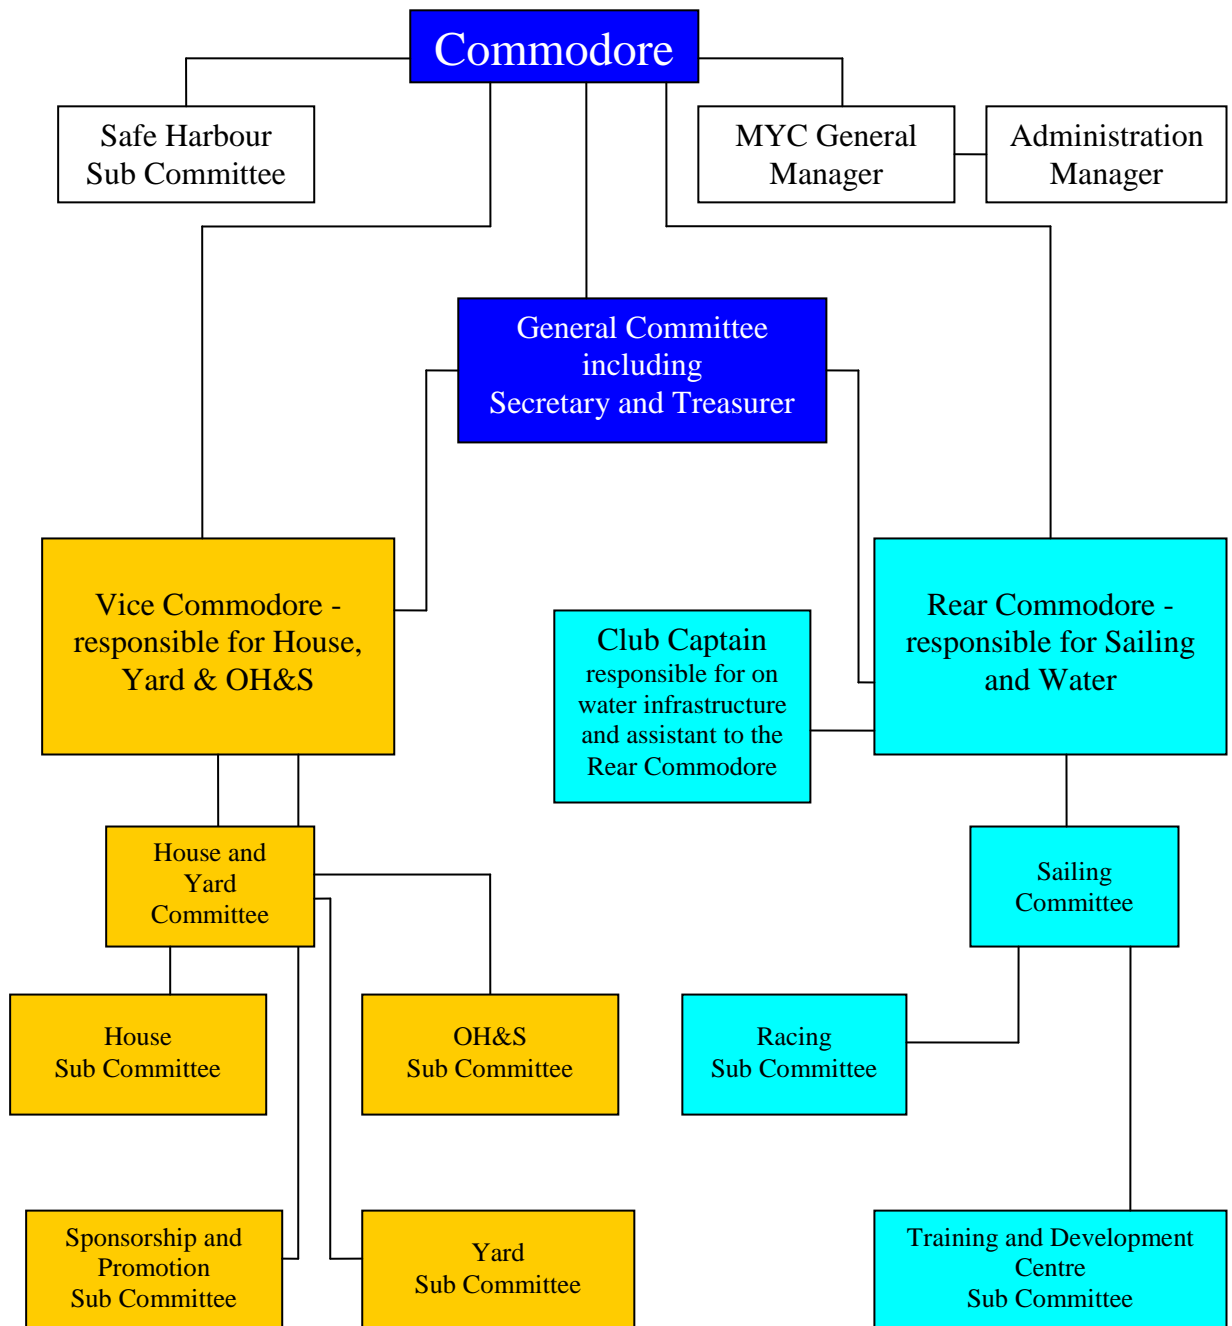 Commodore
Safe Harbour
Sub Committee
MYC General
Manager
Administration
Manager
General Committee
including
Secretary and Treasurer
Vice Commodore -
responsible for House,
Yard & OH&S
Club Captain
responsible for on
water infrastructure
and assistant to the
Rear Commodore
Rear Commodore -
responsible for Sailing
and Water
House and
Yard
Committee
Sailing
Committee
House
Sub Committee
OH&S
Sub Committee
Racing
Sub Committee
Sponsorship and
Promotion
Sub Committee
Yard
Sub Committee
Training and Development
Centre
Sub Committee